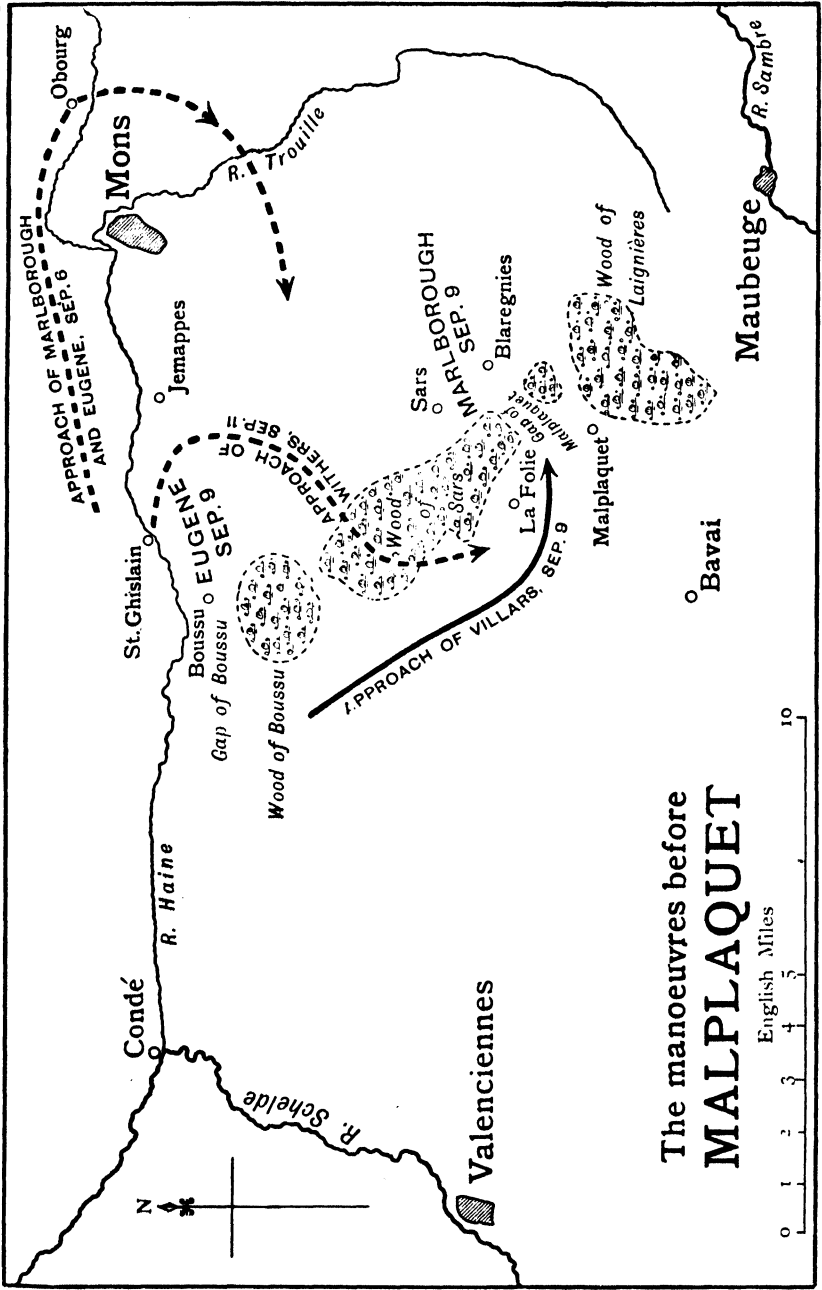 APPROACH OF MARLBOROUGH
AND EUGENE, SEP. 6
Obourg
Mons
R. Trouille
Jemappes
St. Ghislain
APPROACH OF
WITHERS, SEP. 11
EUGENE
SEP. 9
Boussu
Gap of Boussu
Wood of Boussu
Wood
of
Sars
Sars
MARLBOROUGH
SEP. 9
Blaregnies
Gap of
Malplaquet
La Folie
Malplaquet
Wood of
Laignières
APPROACH OF VILLARS, SEP. 9
Bavai
Maubeuge
R. Sambre
R. Haine
Condé
R. Schelde
Valenciennes
N
The manoeuvres before
MALPLAQUET
English Miles
0 1 2 3 4 5 10